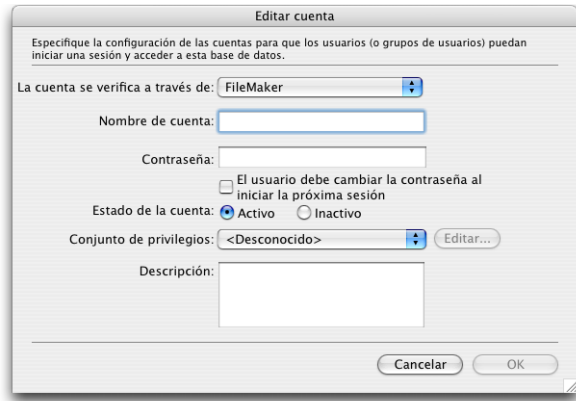 Editar cuenta
Especifique la configuración de las cuentas para que los usuarios (o grupos de usuarios) puedan
iniciar una sesión y acceder a esta base de datos.
La cuenta se verifica a través de: FileMaker
Nombre de cuenta:
Contraseña:
El usuario debe cambiar la contraseña al
iniciar la próxima sesión
Estado de la cuenta: Activo Inactivo
Conjunto de privilegios: <Desconocido> Editar...
Descripción:
Cancelar OK